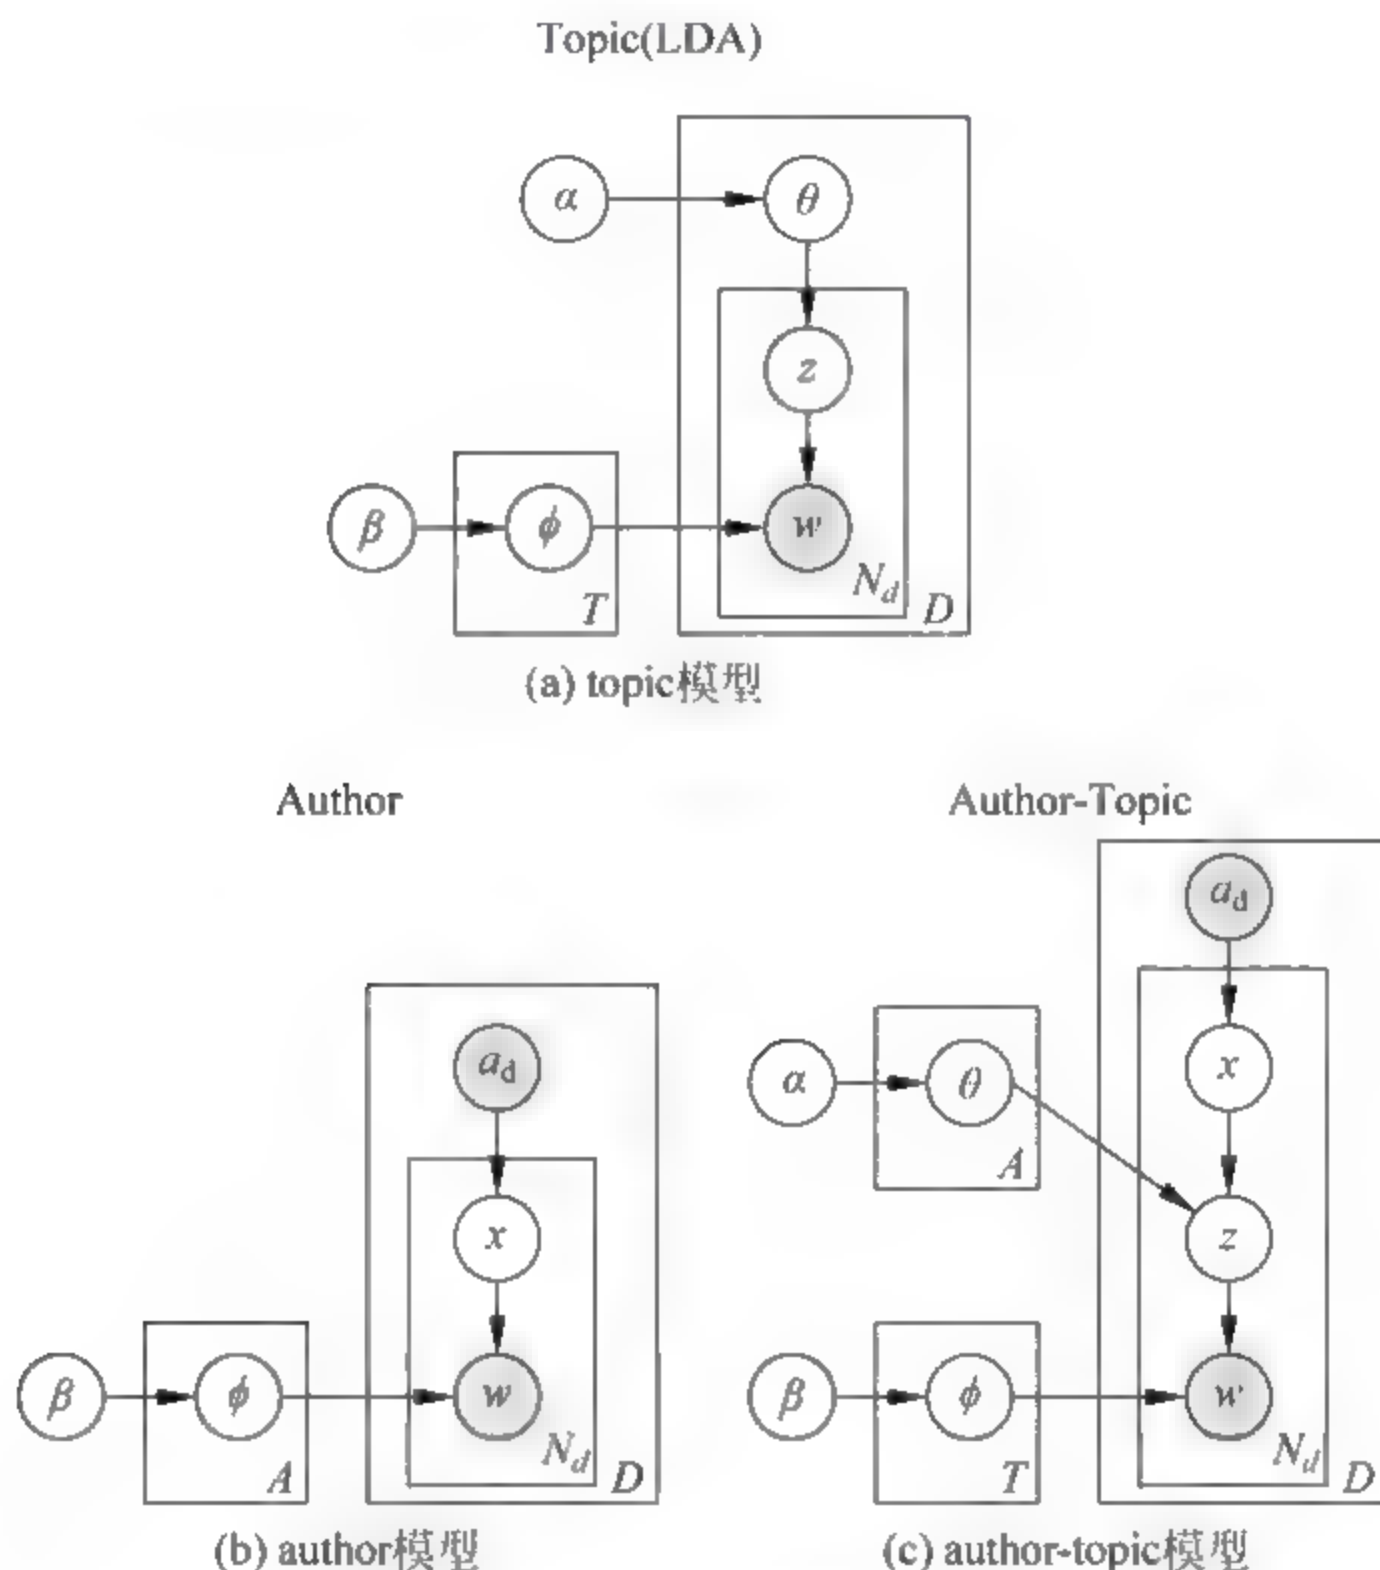 Topic(LDA)
α
θ
z
β
ϕ
w
T
N_d
D
(a) topic模型
Author
Author-Topic
a_d
x
β
ϕ
w
A
N_d
D
(b) author模型
a_d
x
α
θ
A
z
β
ϕ
w
T
N_d
D
(c) author-topic模型